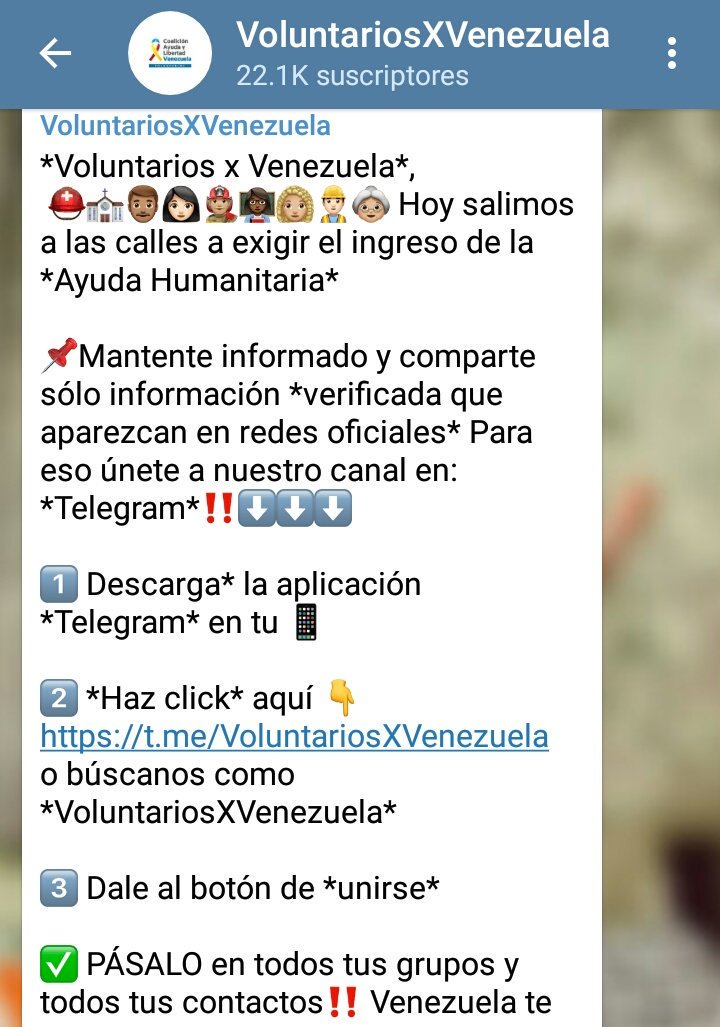 VoluntariosXVenezuela
22.1K suscriptores
Coalición
Ayuda y
Libertad
Venezuela
VoluntariosXVenezuela
*Voluntarios x Venezuela*,
⛑️⛪👨🏽👩🏻👩🏼‍🚒👩🏿‍🏫👩🏼‍🦱👷🏻👵🏼 Hoy salimos
a las calles a exigir el ingreso de la
*Ayuda Humanitaria*
📌Mantente informado y comparte
sólo información *verificada que
aparezcan en redes oficiales* Para
eso únete a nuestro canal en:
*Telegram*‼️⬇️⬇️⬇️
1️⃣ Descarga* la aplicación
*Telegram* en tu 📱
2️⃣ *Haz click* aquí 👇
https://t.me/VoluntariosXVenezuela
o búscanos como
*VoluntariosXVenezuela*
3️⃣ Dale al botón de *unirse*
✅ PÁSALO en todos tus grupos y
todos tus contactos‼️ Venezuela te